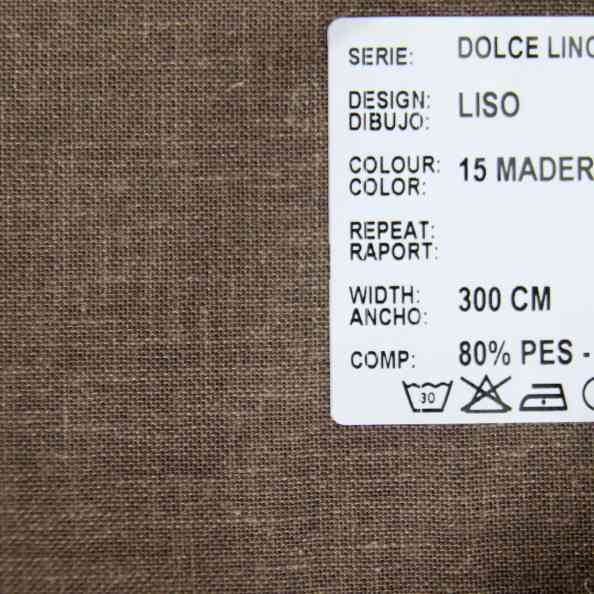 SERIE: DOLCE LINO
DESIGN: LISO
DIBUJO:
COLOUR: 15 MADER
COLOR:
REPEAT:
RAPORT:
WIDTH: 300 CM
ANCHO:
COMP: 80% PES -
30